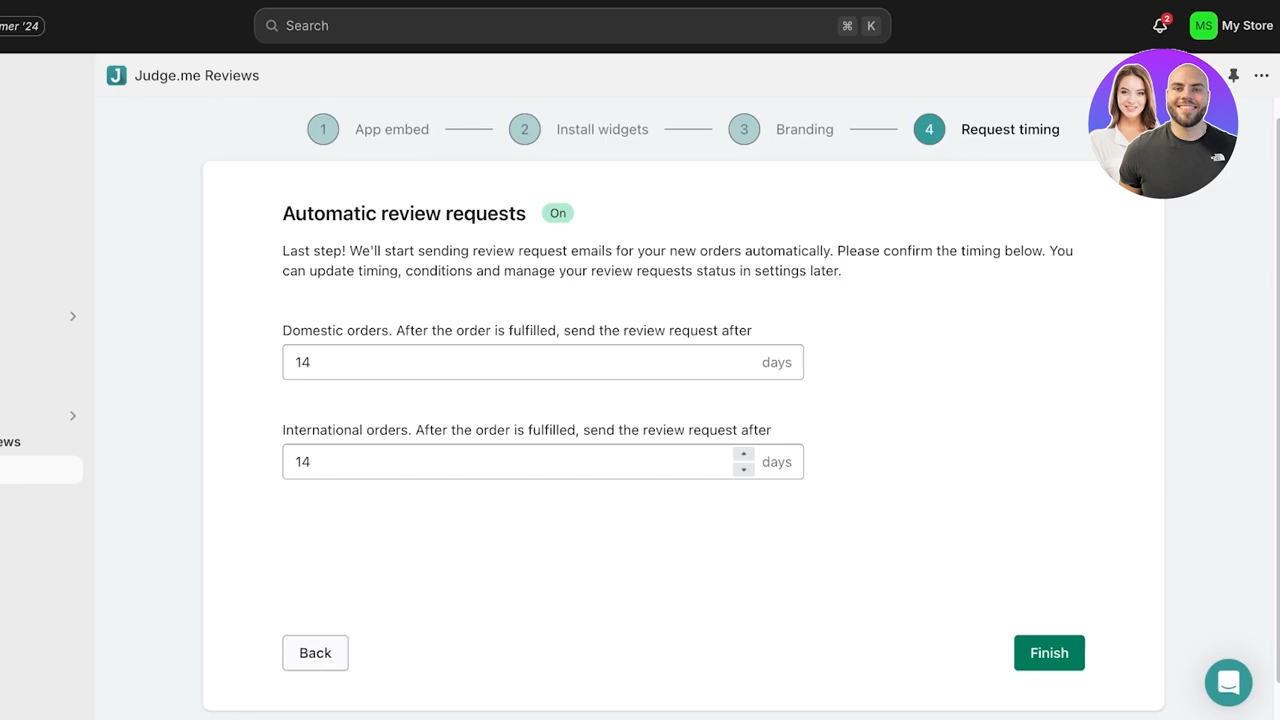 mer '24
Search
⌘ K
2
MS
My Store
J
Judge.me Reviews
1 App embed
2 Install widgets
3 Branding
4 Request timing
Automatic review requests
On
Last step! We'll start sending review request emails for your new orders automatically. Please confirm the timing below. You
can update timing, conditions and manage your review requests status in settings later.
Domestic orders. After the order is fulfilled, send the review request after
14 days
International orders. After the order is fulfilled, send the review request after
14 days
ews
Back
Finish